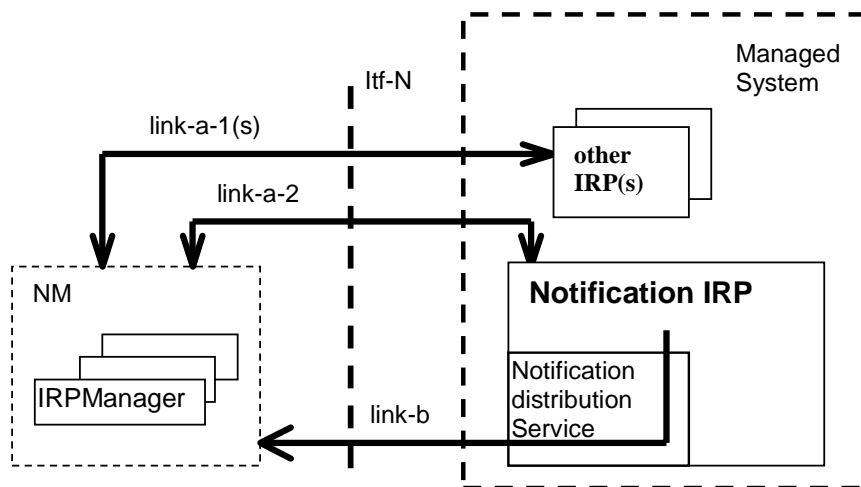 Managed
System
Itf-N
link-a-1(s)
other
IRP(s)
link-a-2
NM
Notification IRP
IRPManager
Notification
distribution
Service
link-b